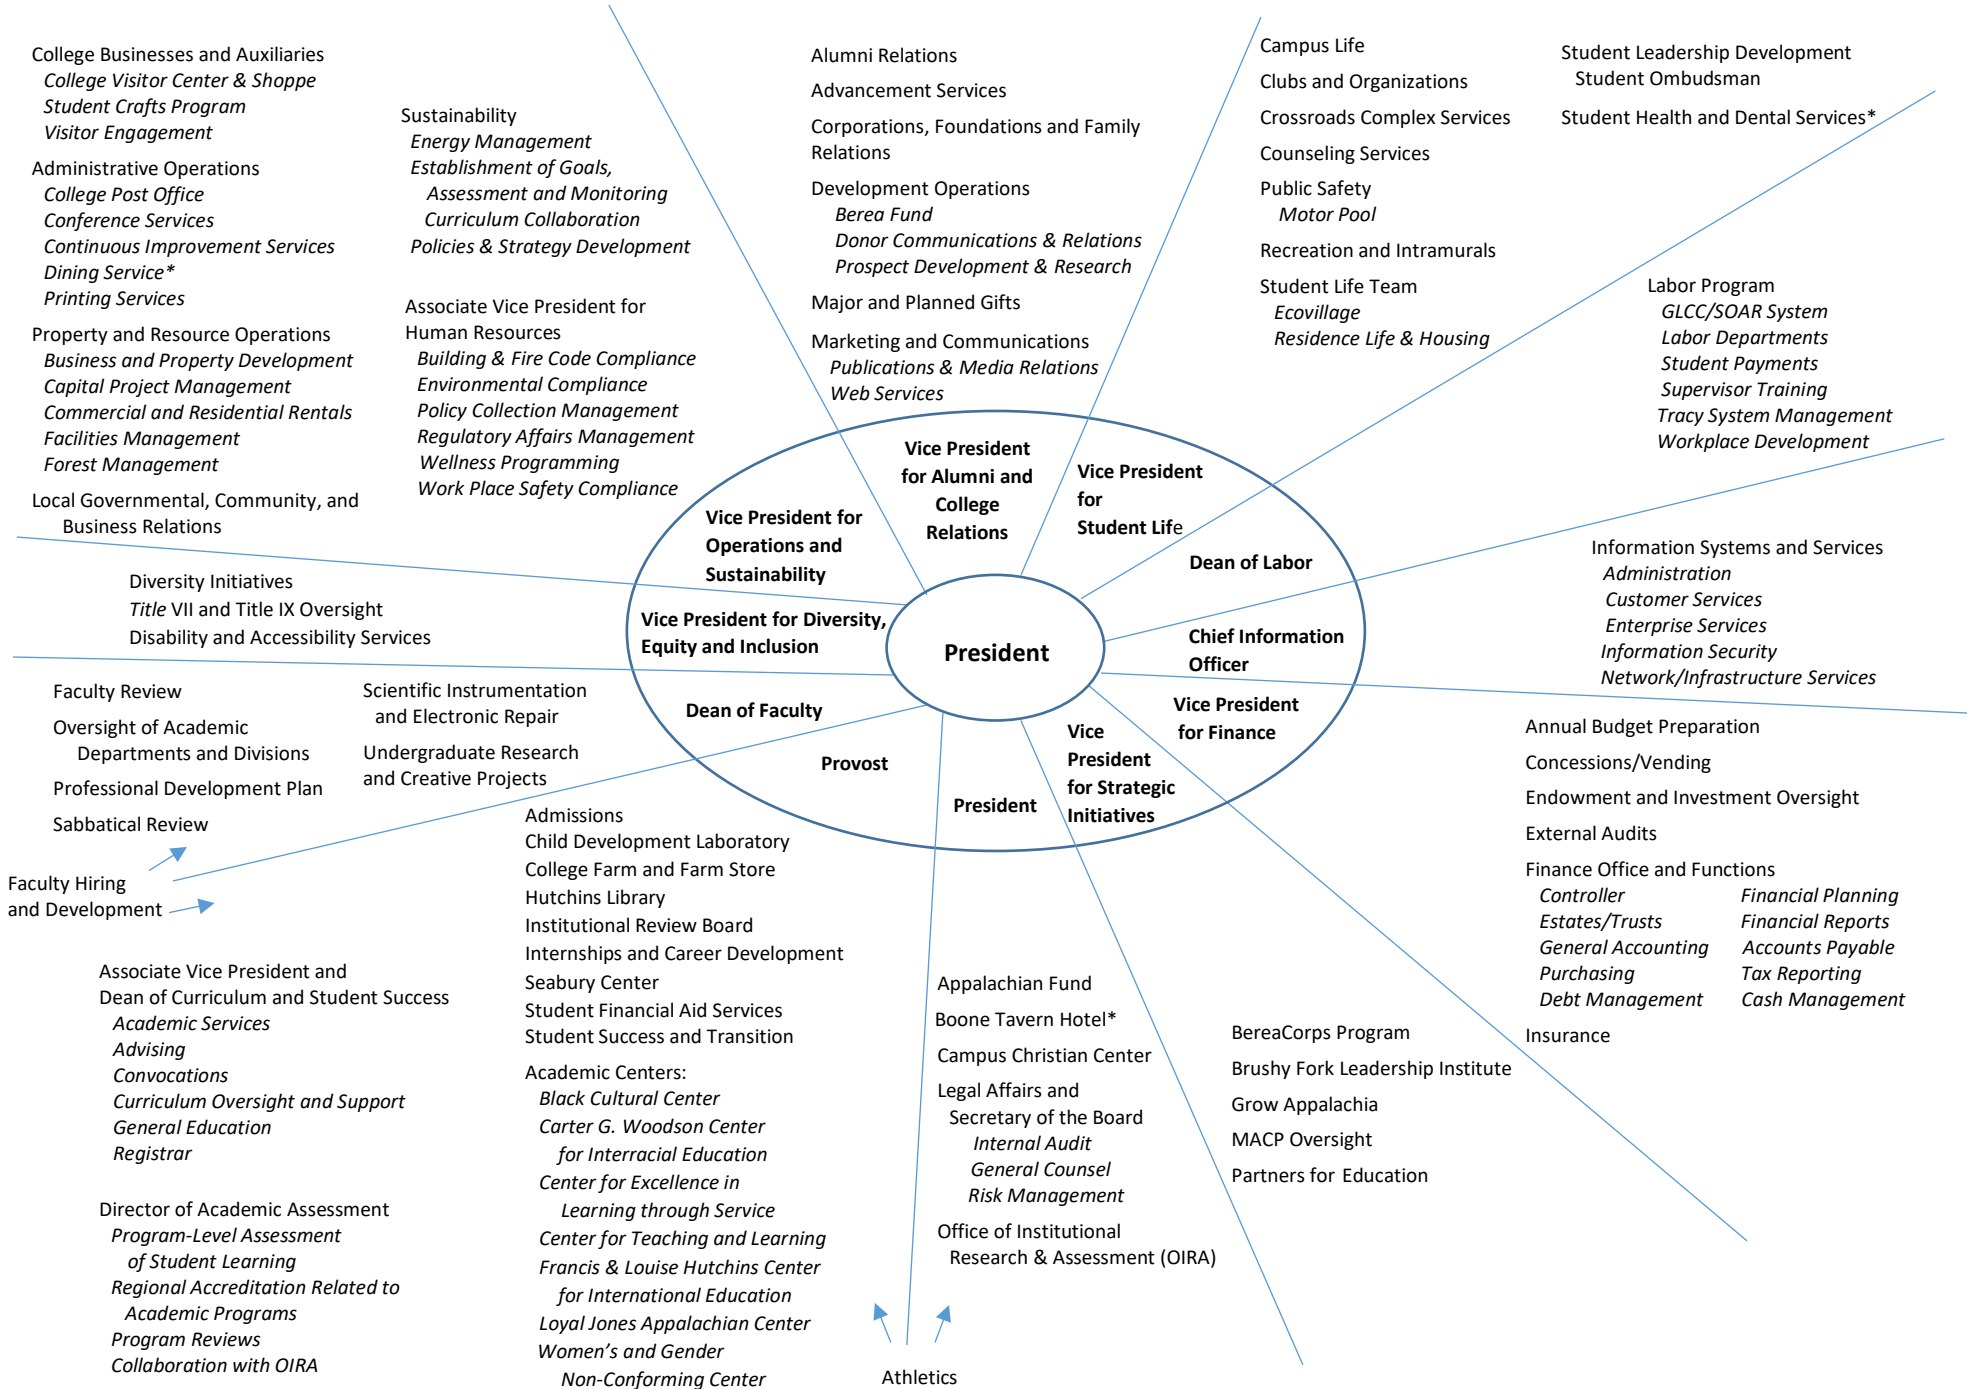 College Businesses and Auxiliaries
College Visitor Center & Shoppe
Student Crafts Program
Visitor Engagement
Administrative Operations
College Post Office
Conference Services
Continuous Improvement Services
Dining Service*
Printing Services
Property and Resource Operations
Business and Property Development
Capital Project Management
Commercial and Residential Rentals
Facilities Management
Forest Management
Local Governmental, Community, and
Business Relations
Sustainability
Energy Management
Establishment of Goals,
Assessment and Monitoring
Curriculum Collaboration
Policies & Strategy Development
Associate Vice President for
Human Resources
Building & Fire Code Compliance
Environmental Compliance
Policy Collection Management
Regulatory Affairs Management
Wellness Programming
Work Place Safety Compliance
Alumni Relations
Advancement Services
Corporations, Foundations and Family
Relations
Development Operations
Berea Fund
Donor Communications & Relations
Prospect Development & Research
Major and Planned Gifts
Marketing and Communications
Publications & Media Relations
Web Services
Campus Life
Clubs and Organizations
Crossroads Complex Services
Counseling Services
Public Safety
Motor Pool
Recreation and Intramurals
Student Life Team
Ecovillage
Residence Life & Housing
Student Leadership Development
Student Ombudsman
Student Health and Dental Services*
Labor Program
GLCC/SOAR System
Labor Departments
Student Payments
Supervisor Training
Tracy System Management
Workplace Development
Vice President for
Operations and
Sustainability
Vice President
for Alumni and
College
Relations
Vice President
for
Student Life
Dean of Labor
Vice President for Diversity,
Equity and Inclusion
President
Chief Information
Officer
Dean of Faculty
Provost
President
Vice
President
for Strategic
Initiatives
Vice President
for Finance
Diversity Initiatives
Title VII and Title IX Oversight
Disability and Accessibility Services
Information Systems and Services
Administration
Customer Services
Enterprise Services
Information Security
Network/Infrastructure Services
Faculty Review
Oversight of Academic
Departments and Divisions
Professional Development Plan
Sabbatical Review
Scientific Instrumentation
and Electronic Repair
Undergraduate Research
and Creative Projects
Faculty Hiring
and Development
Associate Vice President and
Dean of Curriculum and Student Success
Academic Services
Advising
Convocations
Curriculum Oversight and Support
General Education
Registrar
Director of Academic Assessment
Program-Level Assessment
of Student Learning
Regional Accreditation Related to
Academic Programs
Program Reviews
Collaboration with OIRA
Admissions
Child Development Laboratory
College Farm and Farm Store
Hutchins Library
Institutional Review Board
Internships and Career Development
Seabury Center
Student Financial Aid Services
Student Success and Transition
Academic Centers:
Black Cultural Center
Carter G. Woodson Center
for Interracial Education
Center for Excellence in
Learning through Service
Center for Teaching and Learning
Francis & Louise Hutchins Center
for International Education
Loyal Jones Appalachian Center
Women's and Gender
Non-Conforming Center
Athletics
Appalachian Fund
Boone Tavern Hotel*
Campus Christian Center
Legal Affairs and
Secretary of the Board
Internal Audit
General Counsel
Risk Management
Office of Institutional
Research & Assessment (OIRA)
BereaCorps Program
Brushy Fork Leadership Institute
Grow Appalachia
MACP Oversight
Partners for Education
Annual Budget Preparation
Concessions/Vending
Endowment and Investment Oversight
External Audits
Finance Office and Functions
Controller Financial Planning
Estates/Trusts Financial Reports
General Accounting Accounts Payable
Purchasing Tax Reporting
Debt Management Cash Management
Insurance